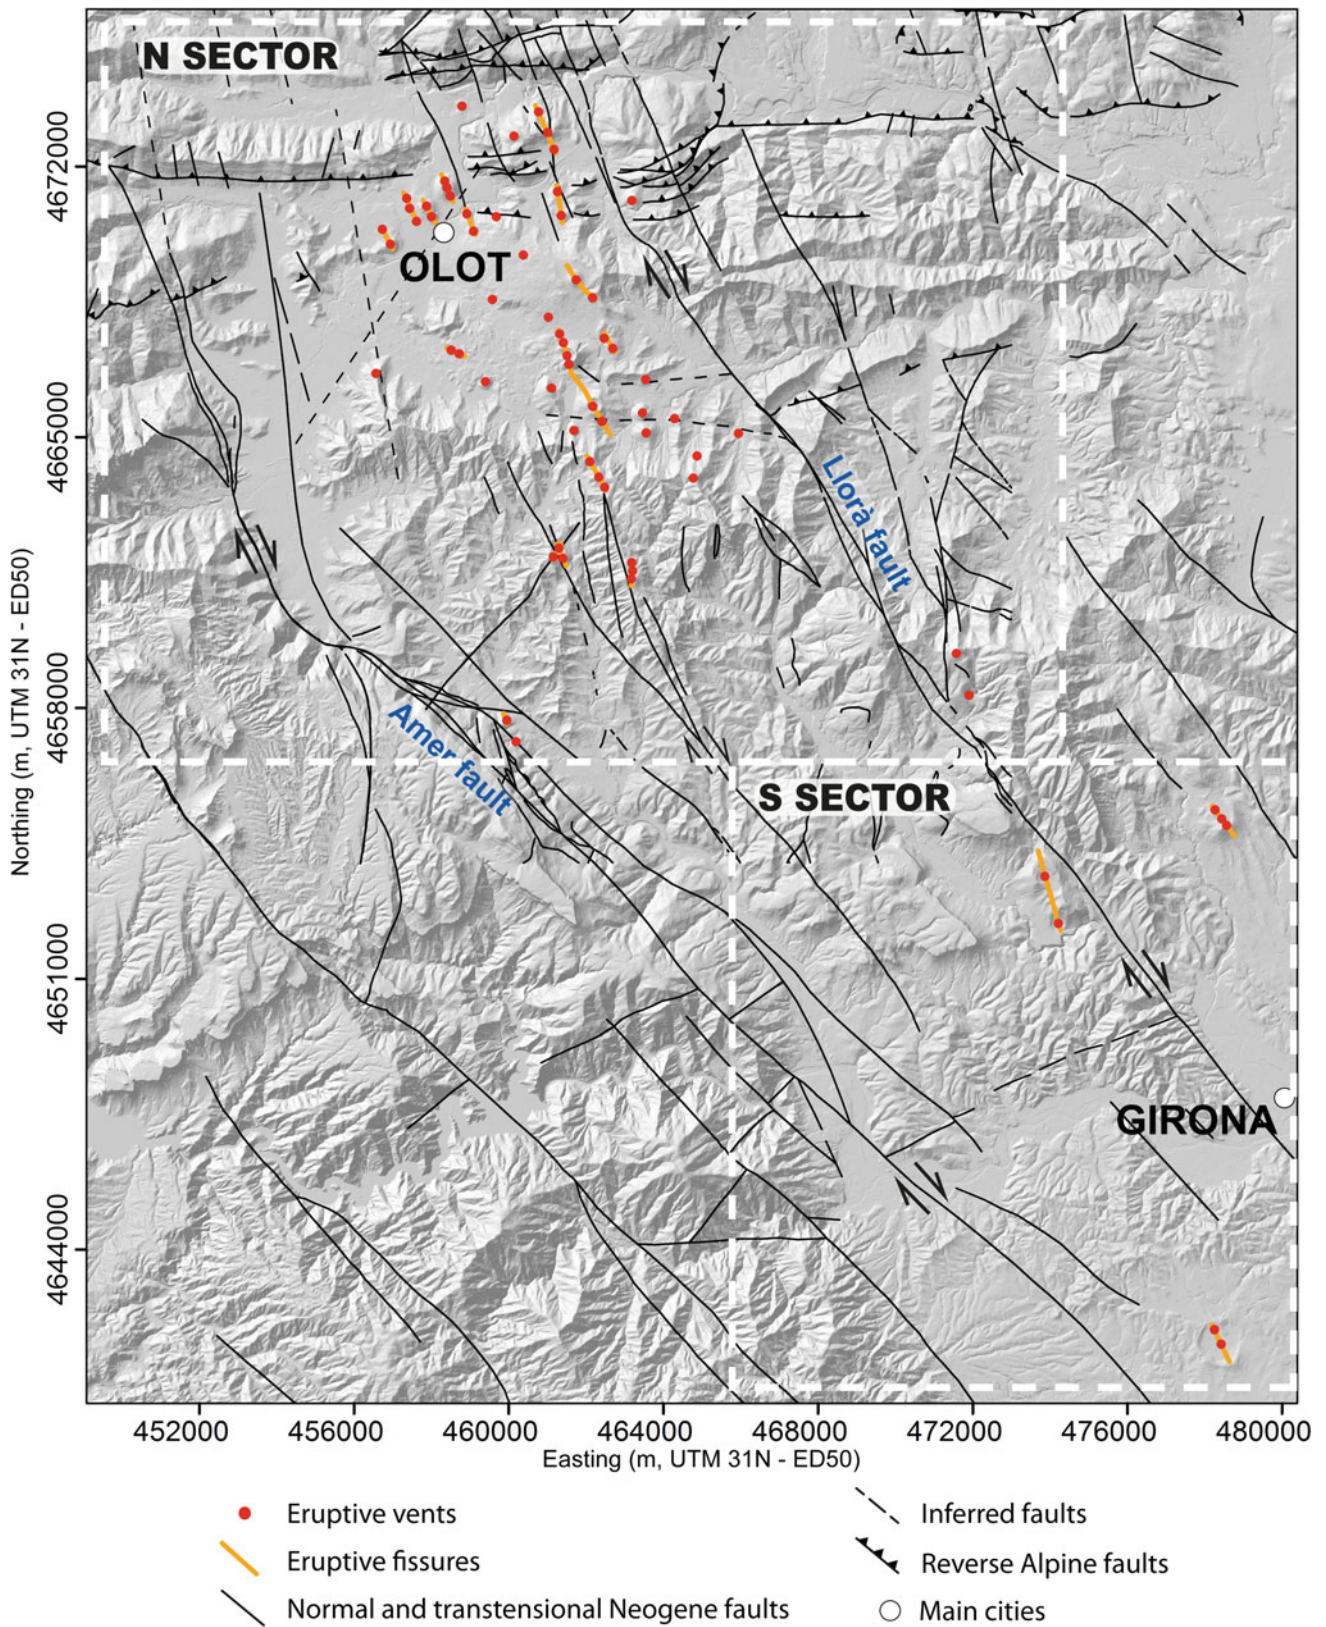 N SECTOR
4672000
OLOT
4665000
Llorà fault
Northing (m, UTM 31N - ED50)
4658000
Amer fault
S SECTOR
4651000
GIRONA
4644000
452000 456000 460000 464000 468000 472000 476000 480000
Easting (m, UTM 31N - ED50)
Eruptive vents
Inferred faults
Eruptive fissures
Reverse Alpine faults
Normal and transtensional Neogene faults
Main cities